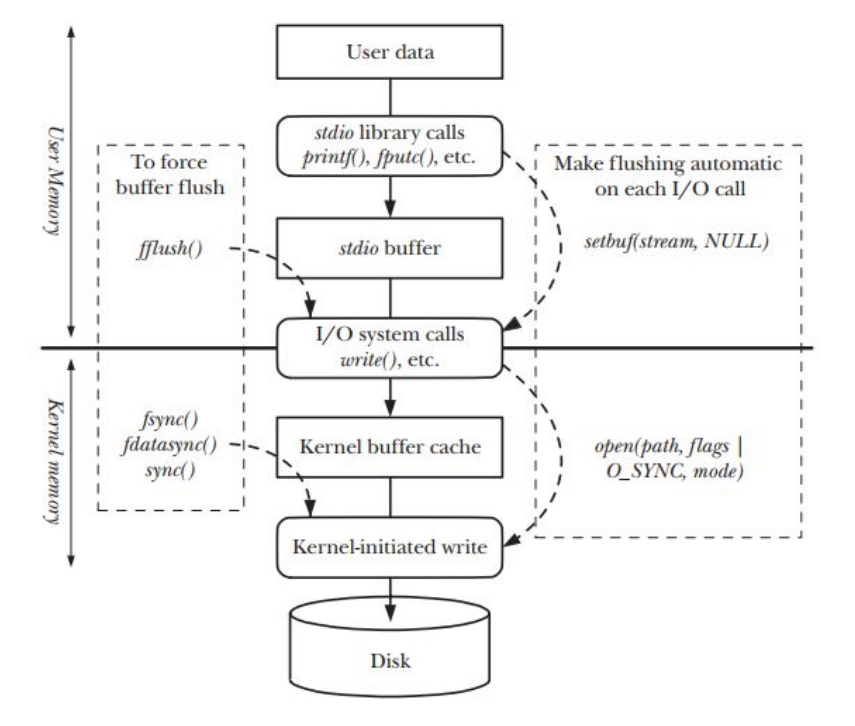 User data
stdio library calls
printf(), fputc(), etc.
User Memory
To force
buffer flush
fflush()
Make flushing automatic
on each I/O call
setbuf(stream, NULL)
stdio buffer
I/O system calls
write(), etc.
Kernel memory
fsync()
fdatasync()
sync()
Kernel buffer cache
open(path, flags |
O_SYNC, mode)
Kernel-initiated write
Disk